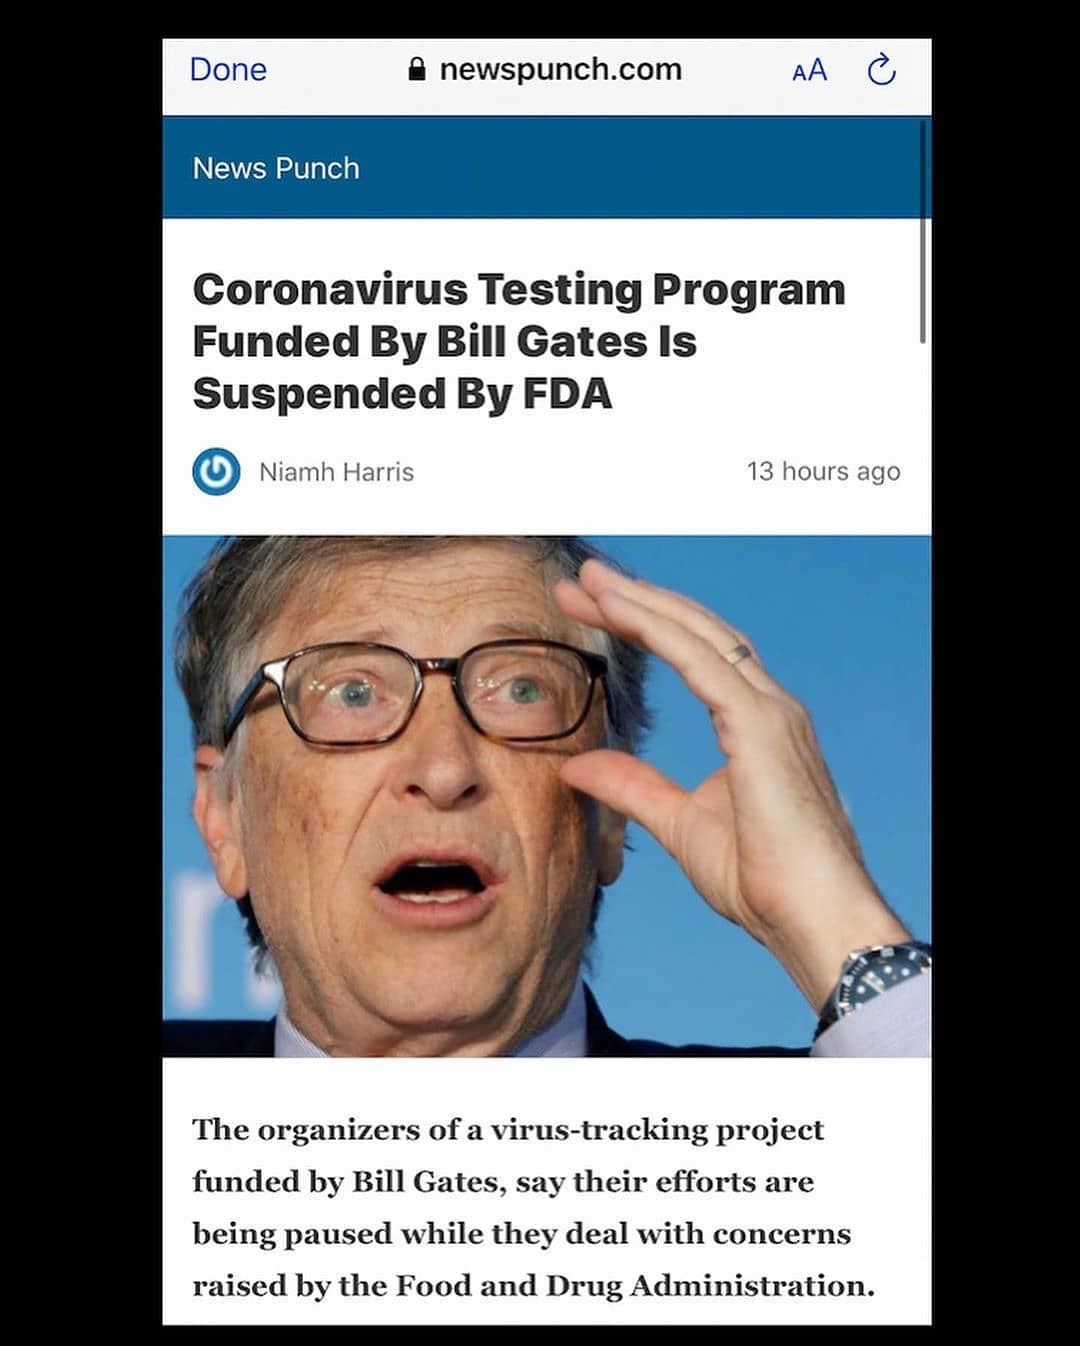 Done newspunch.com AA
News Punch
Coronavirus Testing Program
Funded By Bill Gates Is
Suspended By FDA
Niamh Harris 13 hours ago
The organizers of a virus-tracking project
funded by Bill Gates, say their efforts are
being paused while they deal with concerns
raised by the Food and Drug Administration.